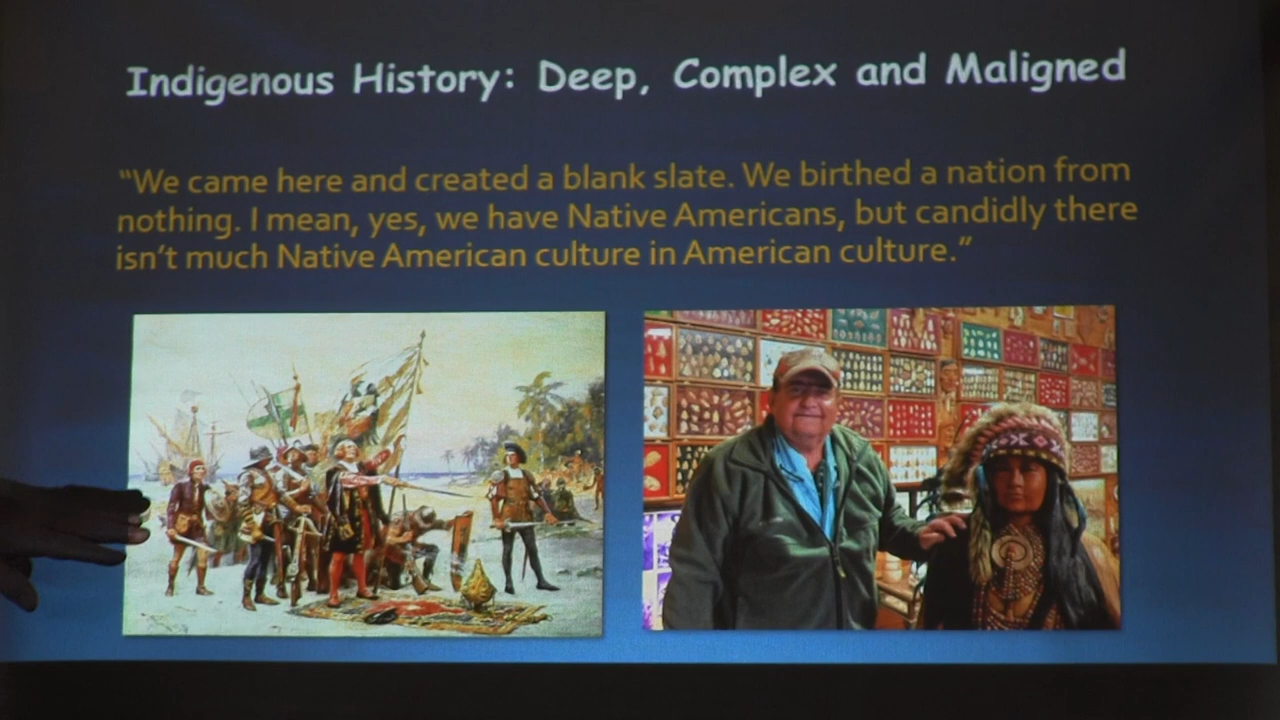 Indigenous History: Deep, Complex and Maligned
“We came here and created a blank slate. We birthed a nation from
nothing. I mean, yes, we have Native Americans, but candidly there
isn’t much Native American culture in American culture.”